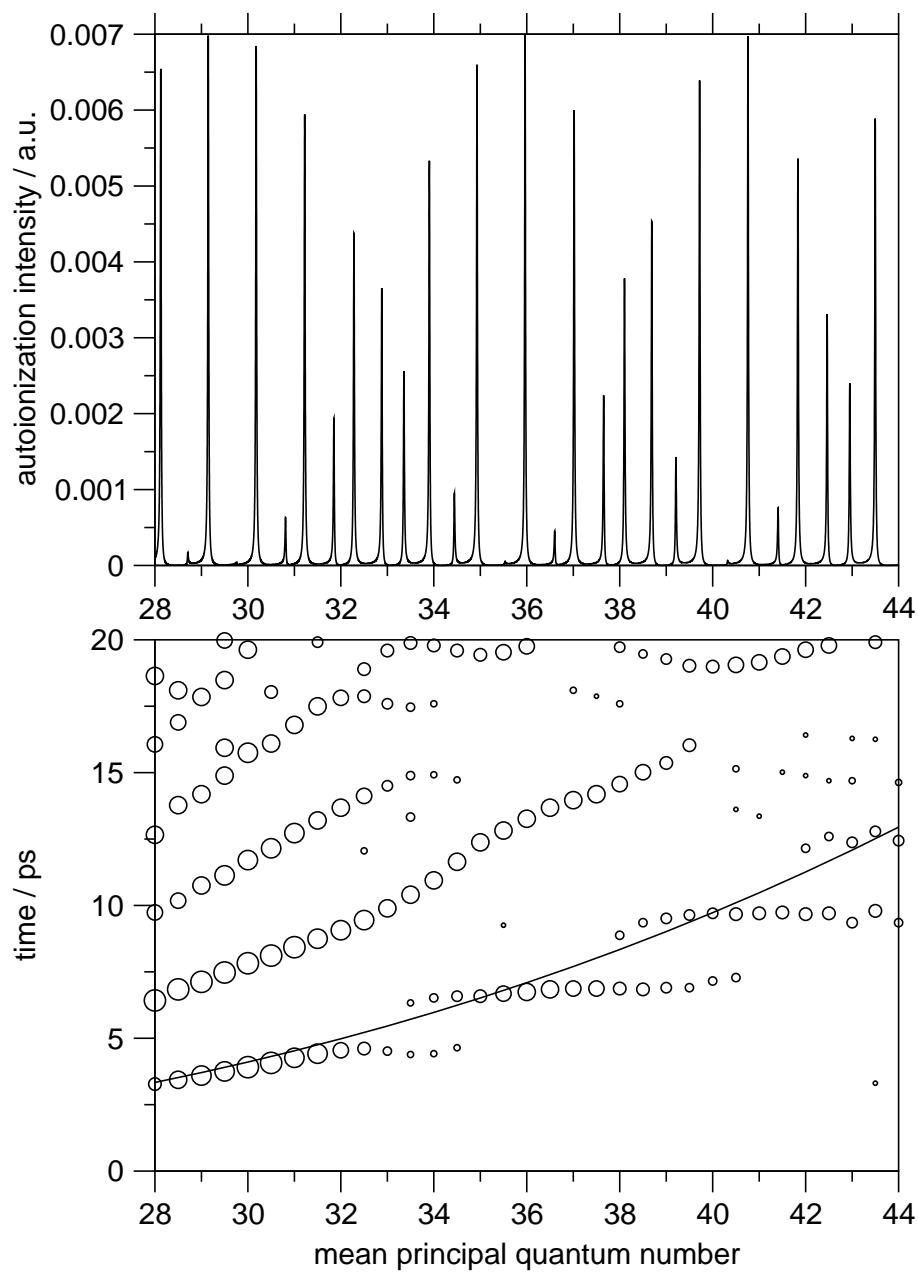 0.007
0.006
0.005
0.004
0.003
0.002
0.001
0
autoionization intensity / a.u.
28 30 32 34 36 38 40 42 44
20
15
10
5
0
time / ps
28 30 32 34 36 38 40 42 44
mean principal quantum number